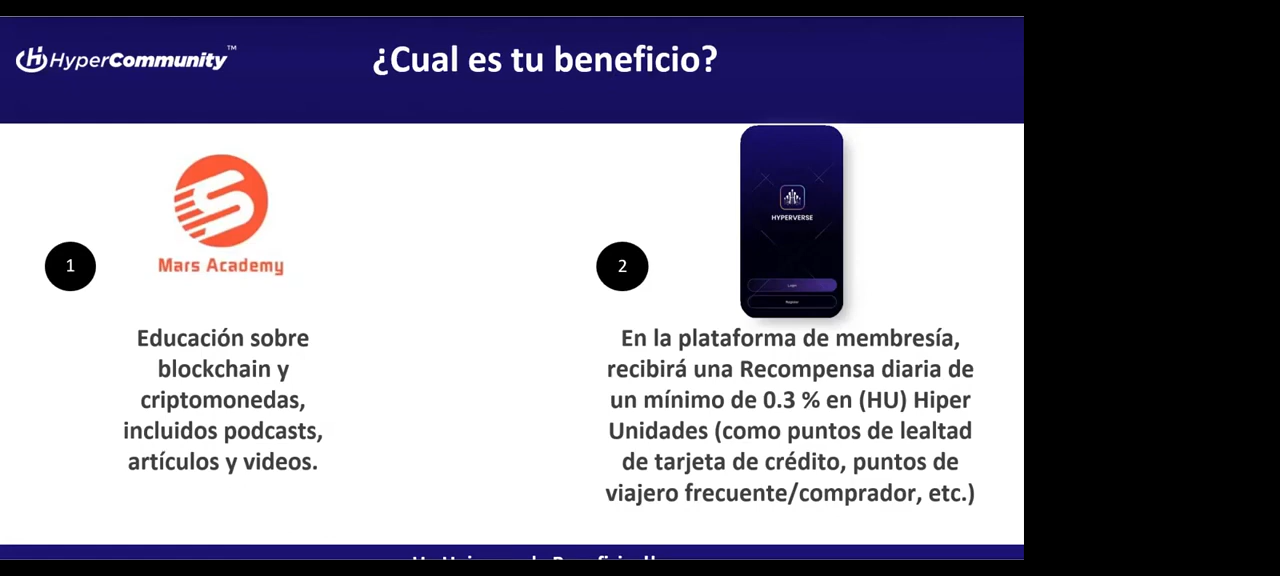 HyperCommunity™
¿Cual es tu beneficio?
1
Mars Academy
Educación sobre
blockchain y
criptomonedas,
incluidos podcasts,
artículos y videos.
2
HYPERVERSE
Login
Register
En la plataforma de membresía,
recibirá una Recompensa diaria de
un mínimo de 0.3 % en (HU) Hiper
Unidades (como puntos de lealtad
de tarjeta de crédito, puntos de
viajero frecuente/comprador, etc.)